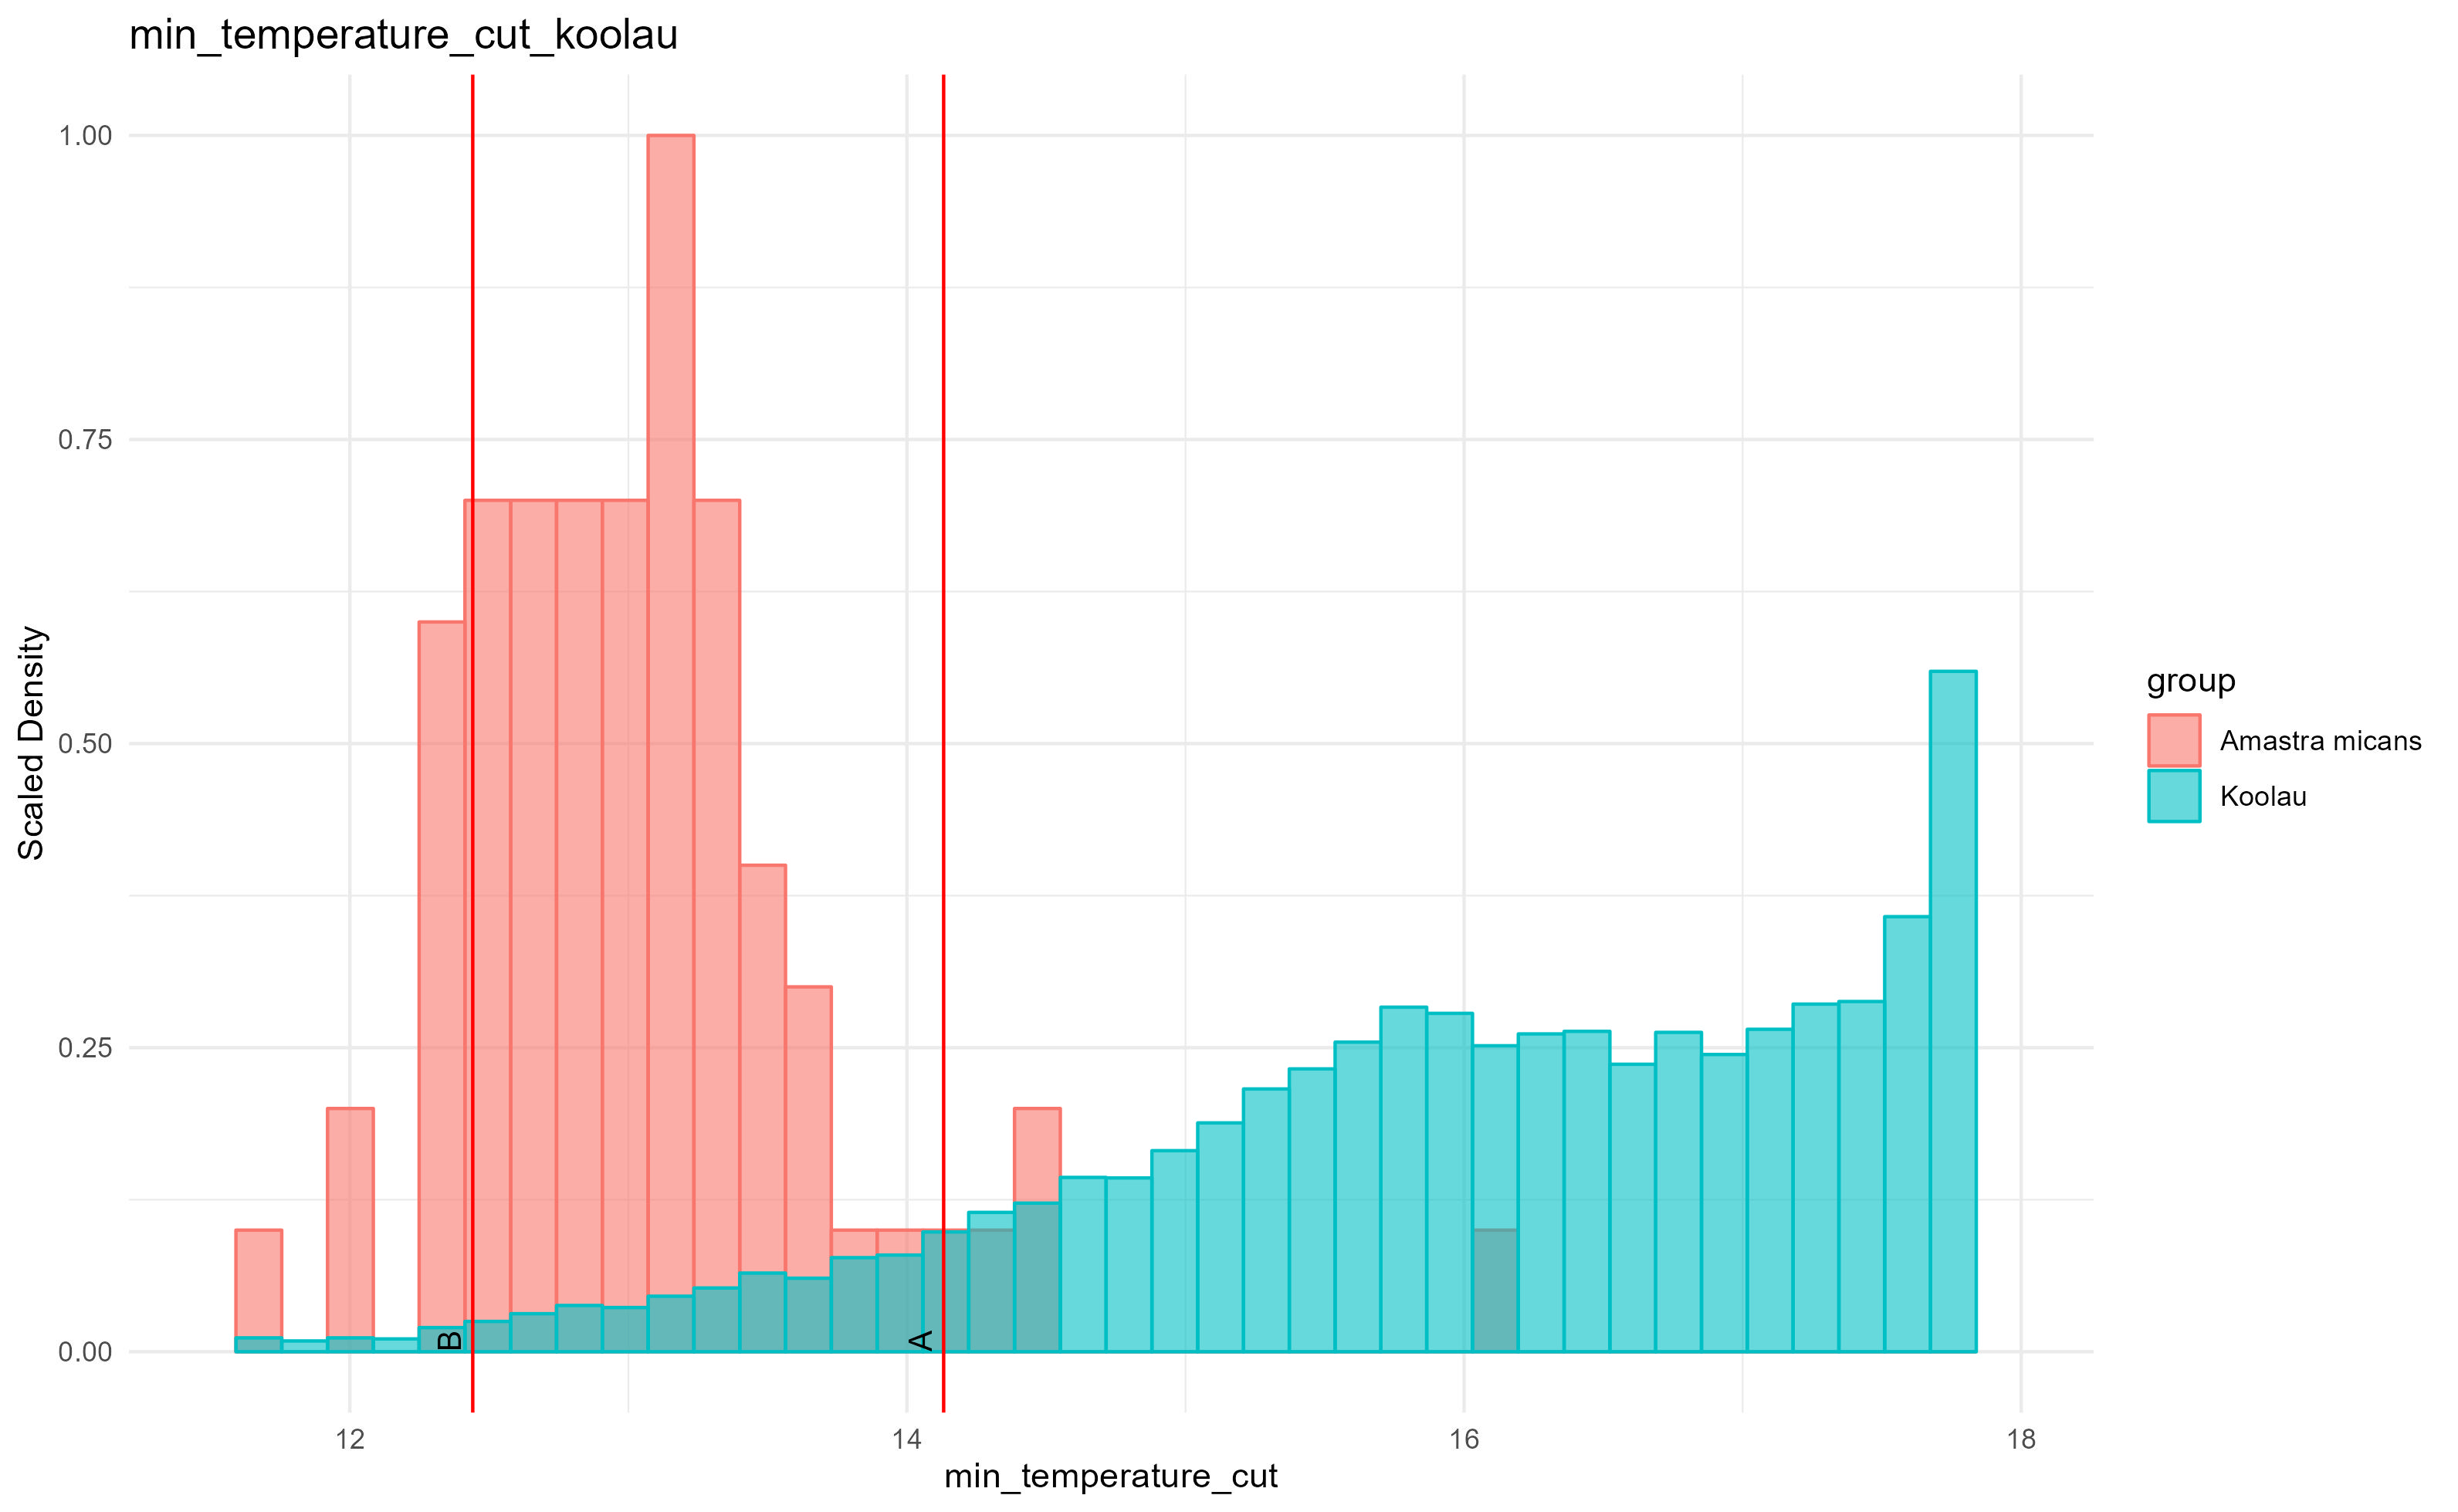 min_temperature_cut_koolau
Scaled Density
1.00
0.75
0.50
0.25
0.00
B
A
12
14
16
18
min_temperature_cut
group
Amastra micans
Koolau